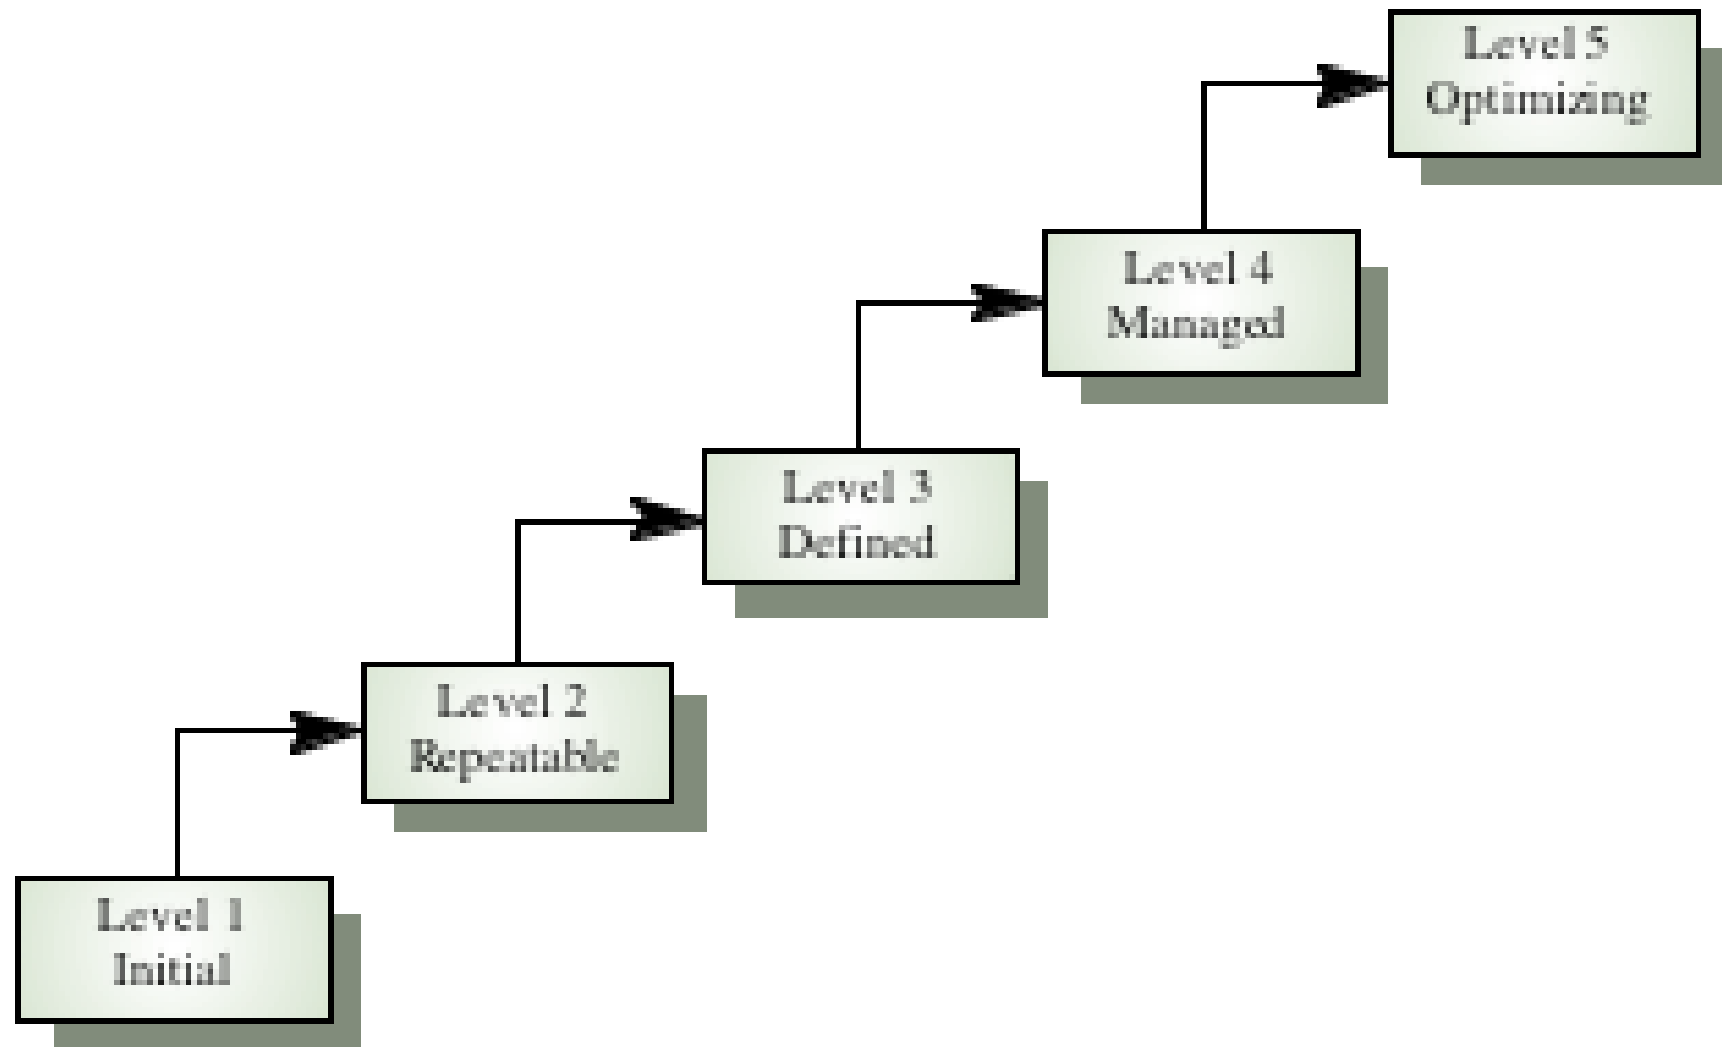 Level 5
Optimizing
Level 4
Managed
Level 3
Defined
Level 2
Repeatable
Level 1
Initial